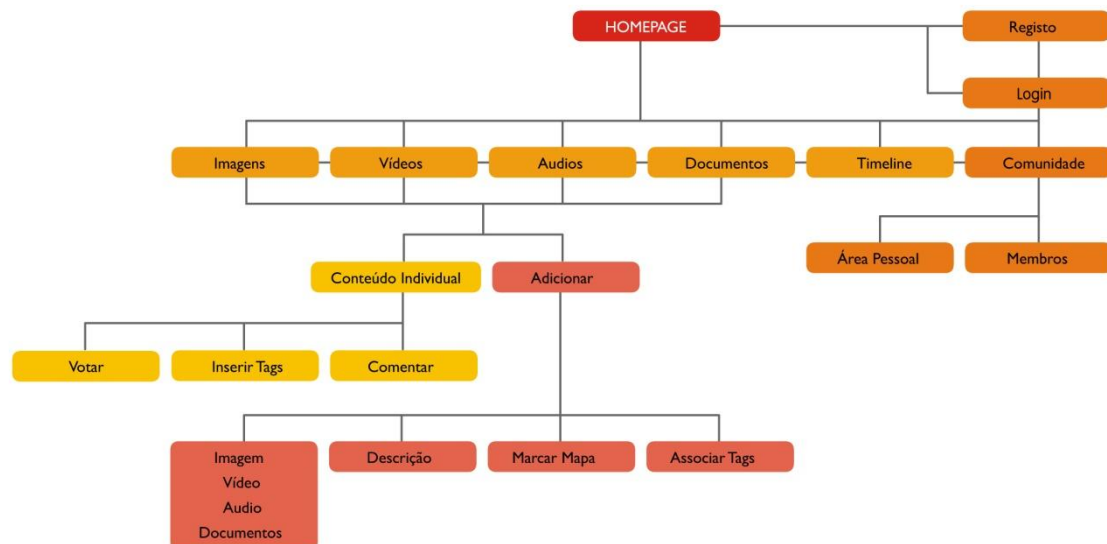 HOMEPAGE
Registo
Login
Imagens
Vídeos
Audios
Documentos
Timeline
Comunidade
Área Pessoal
Membros
Conteúdo Individual
Adicionar
Votar
Inserir Tags
Comentar
Imagem
Vídeo
Audio
Documentos
Descrição
Marcar Mapa
Associar Tags